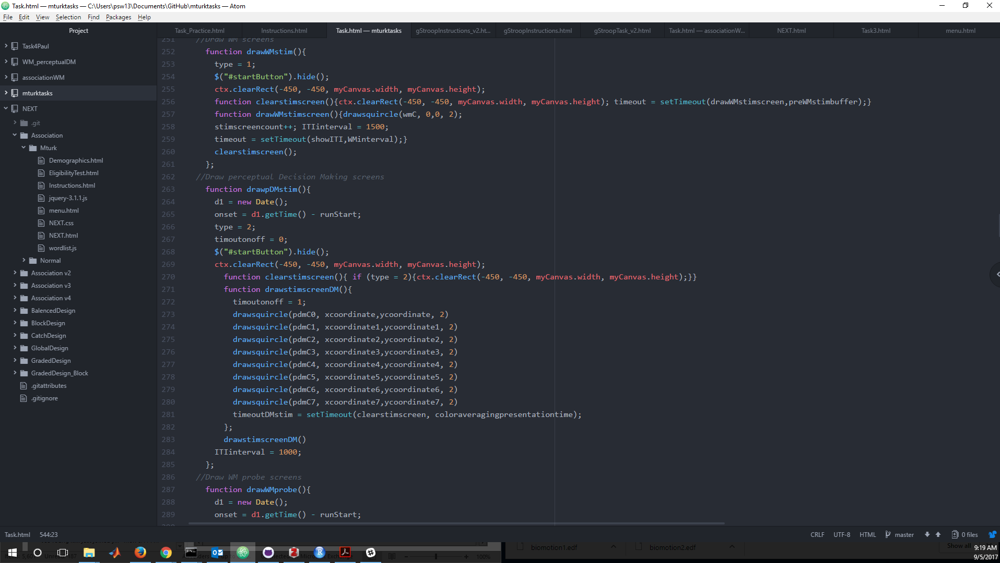 Task.html — mturktasks — C:\Users\psw13\Documents\GitHub\mturktasks — Atom
File Edit View Selection Find Packages Help
Project
Task4Paul
WM_perceptualDM
associationWM
mturktasks
NEXT
.git
Association
Mturk
Demographics.html
EligibilityTest.html
Instructions.html
jquery-3.1.1.js
menu.html
NEXT.css
NEXT.html
wordlist.js
Normal
Association v2
Association v3
Association v4
BalencedDesign
BlockDesign
CatchDesign
GlobalDesign
GradedDesign
GradedDesign_Block
.gitattributes
.gitignore
Task_Practice.html Instructions.html Task.html — mturktasks gStroopInstructions_v2.ht... gStroopInstructions.html gStroopTask_v2.html Task.html — associationW... NEXT.html Task3.html menu.html
251 //Draw WM screens
252 function drawWMstim(){
253 type = 1;
254 $("#startButton").hide();
255 ctx.clearRect(-450, -450, myCanvas.width, myCanvas.height);
256 function clearstimscreen(){ctx.clearRect(-450, -450, myCanvas.width, myCanvas.height); timeout = setTimeout(drawWMstimscreen,preWMstimbuffer);}
257 function drawWMstimscreen(){drawsquircle(wmC, 0,0, 2);
258 stimscreencount++; ITIinterval = 1500;
259 timeout = setTimeout(showITI,WMinterval);}
260 clearstimscreen();
261 };
262 //Draw perceptual Decision Making screens
263 function drawpDMstim(){
264 d1 = new Date();
265 onset = d1.getTime() - runStart;
266 type = 2;
267 timoutonoff = 0;
268 $("#startButton").hide();
269 ctx.clearRect(-450, -450, myCanvas.width, myCanvas.height);
270 function clearstimscreen(){ if (type = 2){ctx.clearRect(-450, -450, myCanvas.width, myCanvas.height);}}
271 function drawstimscreenDM(){
272 timoutonoff = 1;
273 drawsquircle(pdmC0, xcoordinate,ycoordinate, 2)
274 drawsquircle(pdmC1, xcoordinate1,ycoordinate1, 2)
275 drawsquircle(pdmC2, xcoordinate2,ycoordinate2, 2)
276 drawsquircle(pdmC3, xcoordinate3,ycoordinate3, 2)
277 drawsquircle(pdmC4, xcoordinate4,ycoordinate4, 2)
278 drawsquircle(pdmC5, xcoordinate5,ycoordinate5, 2)
279 drawsquircle(pdmC6, xcoordinate6,ycoordinate6, 2)
280 drawsquircle(pdmC7, xcoordinate7,ycoordinate7, 2)
281 timeoutDMstim = setTimeout(clearstimscreen, coloraveragingpresentationtime);
282 };
283 drawstimscreenDM()
284 ITIinterval = 1000;
285 };
286 //Draw WM probe screens
287 function drawWMprobe(){
288 d1 = new Date();
289 onset = d1.getTime() - runStart;
Task.html 544:23 CRLF UTF-8 HTML master 0 files
biomotion1.edf biomotion2.edf Show all
100%
9:19 AM
9/5/2017